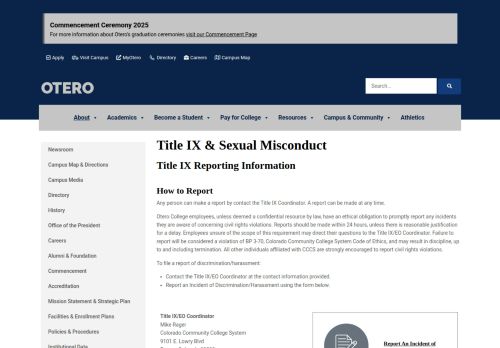 Commencement Ceremony 2025
For more information about Otero's graduation ceremonies visit our Commencement Page
Apply Visit Campus MyOtero Directory Careers Campus Map
OTERO
Search...
About Academics Become a Student Pay for College Resources Campus & Community Athletics
Newsroom
Campus Map & Directions
Campus Media
Directory
History
Office of the President
Careers
Alumni & Foundation
Commencement
Accreditation
Mission Statement & Strategic Plan
Facilities & Enrollment Plans
Policies & Procedures
Institutional Data
Title IX & Sexual Misconduct
Title IX Reporting Information
How to Report
Any person can make a report by contact the Title IX Coordinator. A report can be made at any time.
Otero College employees, unless deemed a confidential resource by law, have an ethical obligation to promptly report any incidents
they are aware of concerning civil rights violations. Reports should be made within 24 hours, unless there is reasonable justification
for a delay. Employees unsure of the scope of this requirement may direct their questions to the Title IX/EO Coordinator. Failure to
report will be considered a violation of BP 3-70, Colorado Community College System Code of Ethics, and may result in discipline, up
to and including termination. All other individuals affiliated with CCCS are strongly encouraged to report civil rights violations.
To file a report of discrimination/harassment:
• Contact the Title IX/EO Coordinator at the contact information provided.
• Report an Incident of Discrimination/Harassment using the form below.
Title IX/EO Coordinator
Mike Rager
Colorado Community College System
9101 E. Lowry Blvd
Report An Incident of